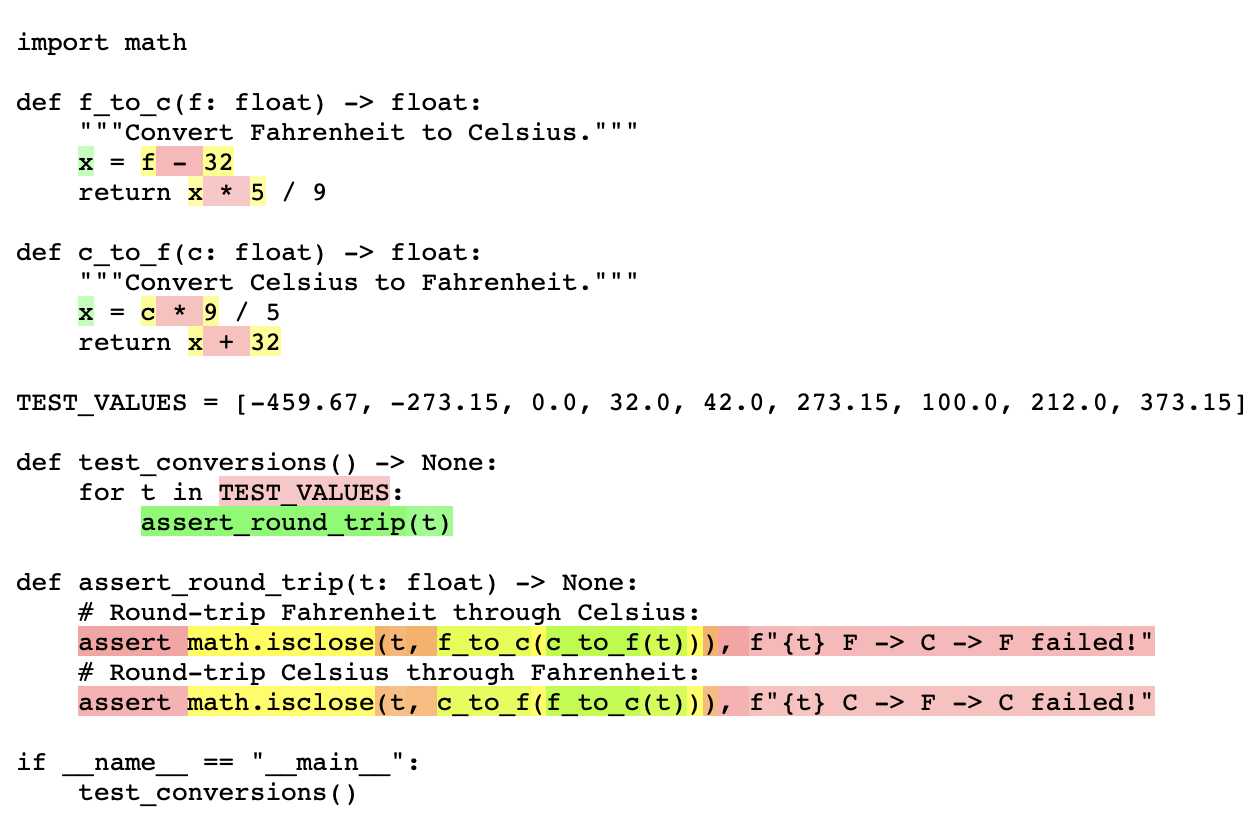 import math
def f_to_c(f: float) -> float:
    """Convert Fahrenheit to Celsius."""
    x = f - 32
    return x * 5 / 9
def c_to_f(c: float) -> float:
    """Convert Celsius to Fahrenheit."""
    x = c * 9 / 5
    return x + 32
TEST_VALUES = [-459.67, -273.15, 0.0, 32.0, 42.0, 273.15, 100.0, 212.0, 373.15]
def test_conversions() -> None:
    for t in TEST_VALUES:
        assert_round_trip(t)
def assert_round_trip(t: float) -> None:
    # Round-trip Fahrenheit through Celsius:
    assert math.isclose(t, f_to_c(c_to_f(t))), f"{t} F -> C -> F failed!"
    # Round-trip Celsius through Fahrenheit:
    assert math.isclose(t, c_to_f(f_to_c(t))), f"{t} C -> F -> C failed!"
if __name__ == "__main__":
    test_conversions()